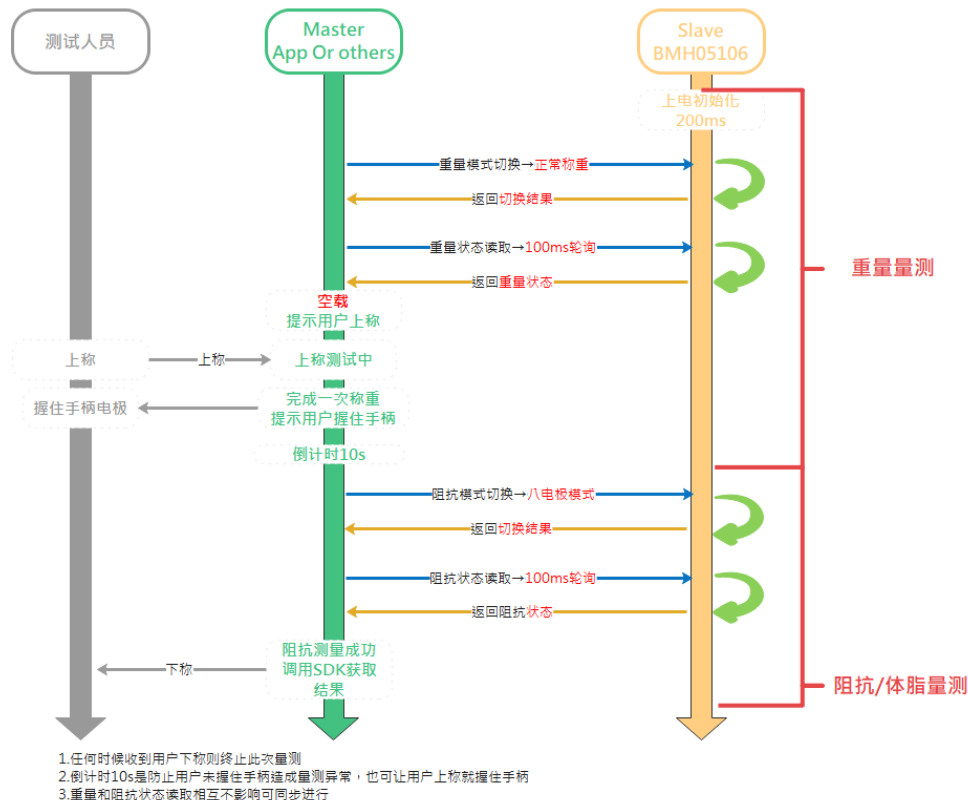 测试人员
Master
App Or others
Slave
BMH05106
上电初始化
200ms
重量模式切换→正常称重
返回切换结果
重量状态读取→100ms轮询
返回重量状态
空载
提示用户上称
重量量测
上称
上称
上称测试中
握住手柄电极
完成一次称重
提示用户握住手柄
倒计时10s
阻抗模式切换→八电极模式
返回切换结果
阻抗状态读取→100ms轮询
返回阻抗状态
阻抗测量成功
调用SDK获取
结果
下称
阻抗/体脂量测
1.任何时候收到用户下称则终止此次量测
2.倒计时10s是防止用户未握住手柄造成量测异常，也可让用户上称就握住手柄
3.重量和阻抗状态读取相互不影响可同步进行